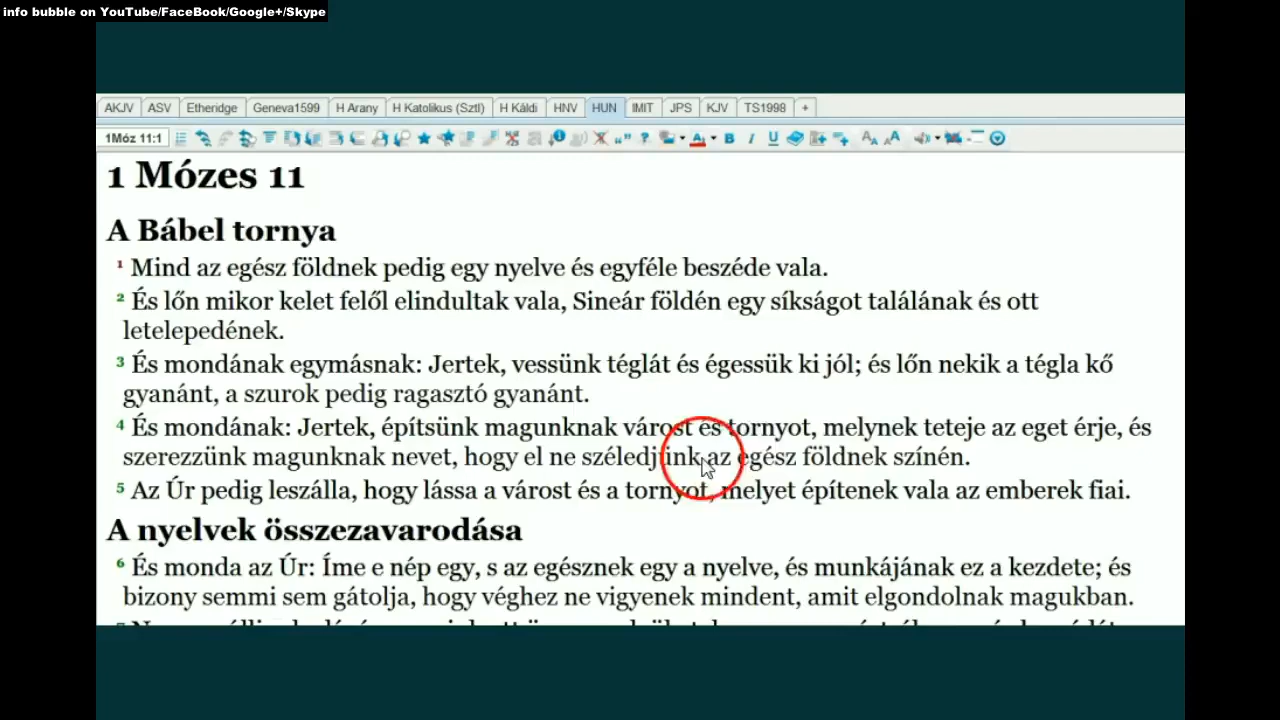 info bubble on YouTube/FaceBook/Google+/Skype
AKJV ASV Etheridge Geneva1599 H Arany H Katolikus (Sztl) H Káldi HNV HUN IMIT JPS KJV TS1998 +
1Móz 11:1
1 Mózes 11
A Bábel tornya
1 Mind az egész földnek pedig egy nyelve és egyféle beszéde vala.
2 És lőn mikor kelet felől elindultak vala, Sineár földén egy síkságot találának és ott
letelepedének.
3 És mondának egymásnak: Jertek, vessünk téglát és égessük ki jól; és lőn nekik a tégla kő
gyanánt, a szurok pedig ragasztó gyanánt.
4 És mondának: Jertek, építsünk magunknak várost és tornyot, melynek teteje az eget érje, és
szerezzünk magunknak nevet, hogy el ne széledjünk az egész földnek színén.
5 Az Úr pedig leszálla, hogy lássa a várost és a tornyot, melyet építenek vala az emberek fiai.
A nyelvek összezavarodása
6 És monda az Úr: Íme e nép egy, s az egésznek egy a nyelve, és munkájának ez a kezdete; és
bizony semmi sem gátolja, hogy véghez ne vigyenek mindent, amit elgondolnak magukban.